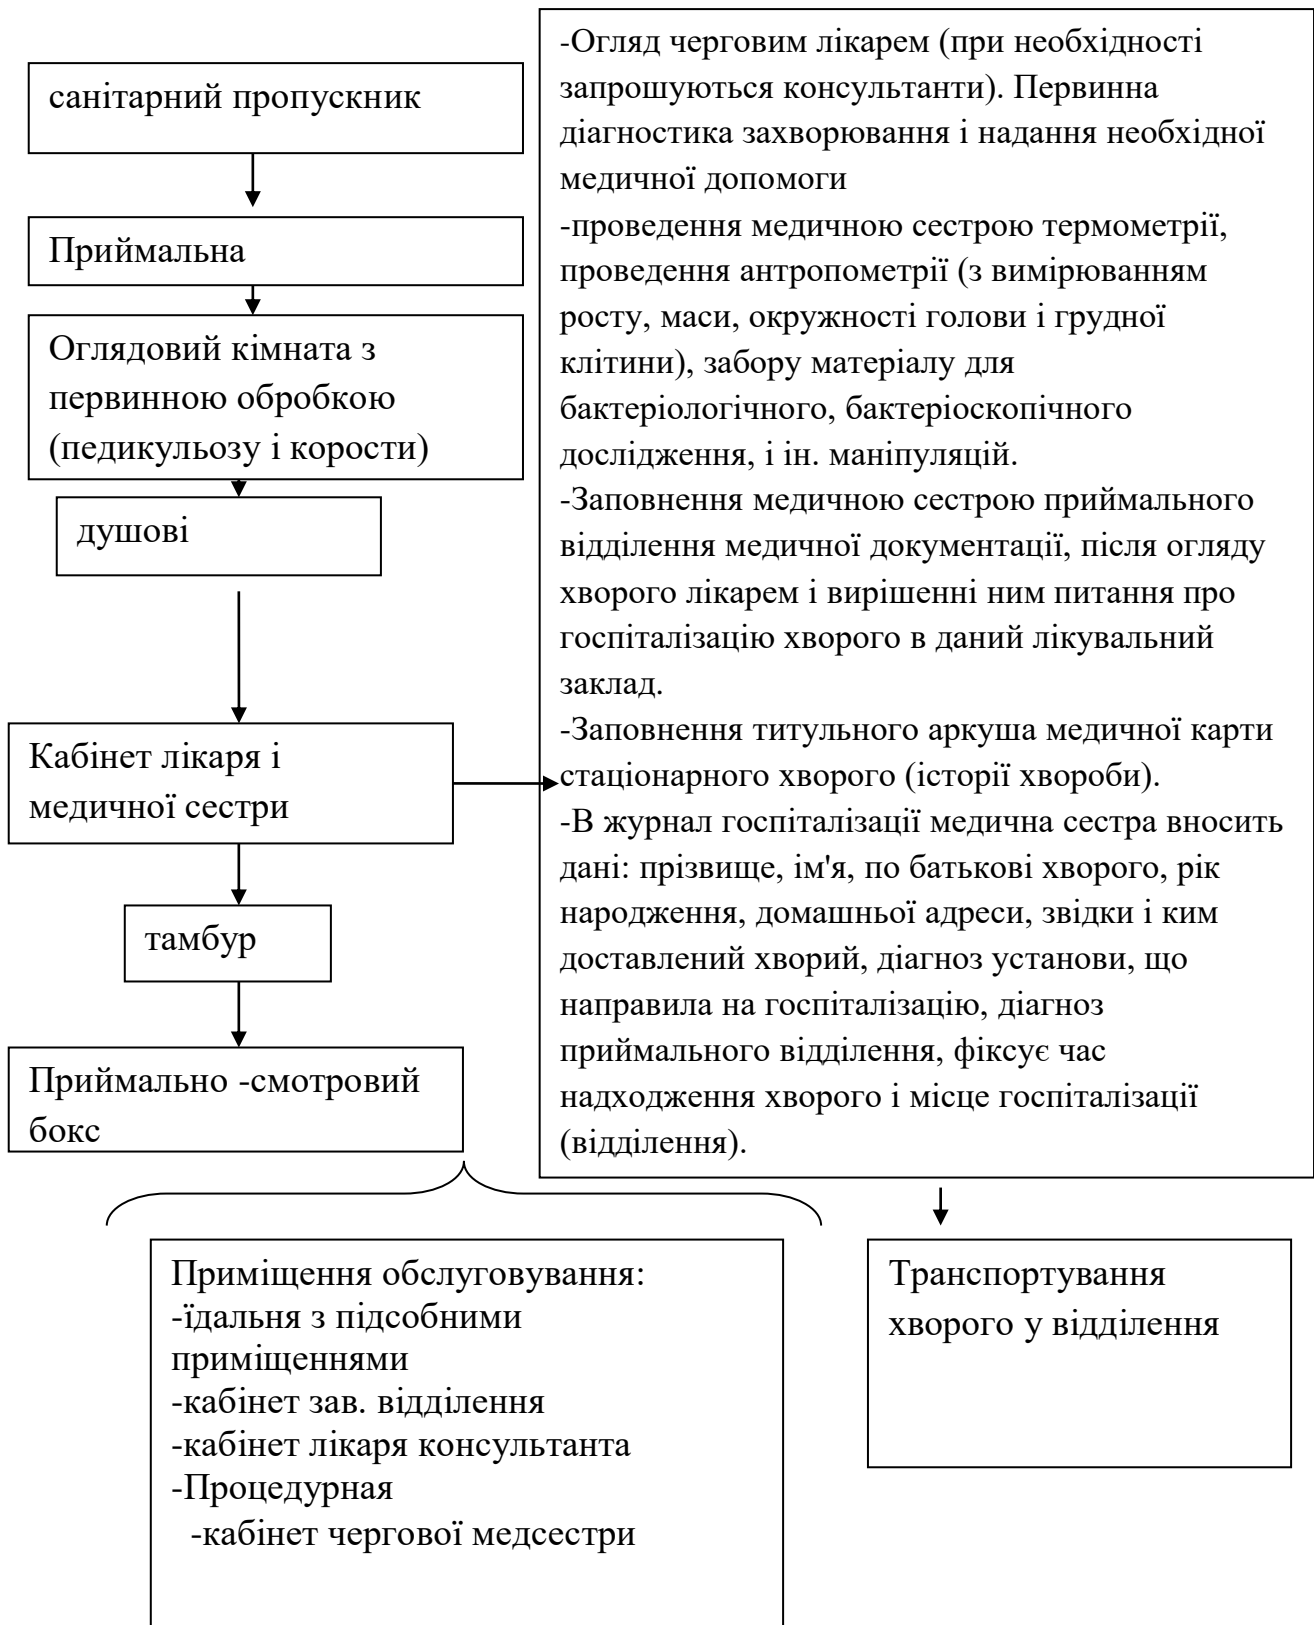 санітарний пропускник
Приймальна
Оглядовий кімната з
первинною обробкою
(педикульозу і корости)
душові
Кабінет лікаря і
медичної сестри
тамбур
Приймально -смотровий
бокс
-Огляд черговим лікарем (при необхідності
запрошуються консультанти). Первинна
діагностика захворювання і надання необхідної
медичної допомоги
-проведення медичною сестрою термометрії,
проведення антропометрії (з вимірюванням
росту, маси, окружності голови і грудної
клітини), забору матеріалу для
бактеріологічного, бактеріоскопічного
дослідження, і ін. маніпуляцій.
-Заповнення медичною сестрою приймального
відділення медичної документації, після огляду
хворого лікарем і вирішенні ним питання про
госпіталізацію хворого в даний лікувальний
заклад.
-Заповнення титульного аркуша медичної карти
стаціонарного хворого (історії хвороби).
-В журнал госпіталізації медична сестра вносить
дані: прізвище, ім'я, по батькові хворого, рік
народження, домашньої адреси, звідки і ким
доставлений хворий, діагноз установи, що
направила на госпіталізацію, діагноз
приймального відділення, фіксує час
надходження хворого і місце госпіталізації
(відділення).
Приміщення обслуговування:
-їдальня з підсобними
приміщеннями
-кабінет зав. відділення
-кабінет лікаря консультанта
-Процедурная
-кабінет чергової медсестри
Транспортування
хворого у відділення